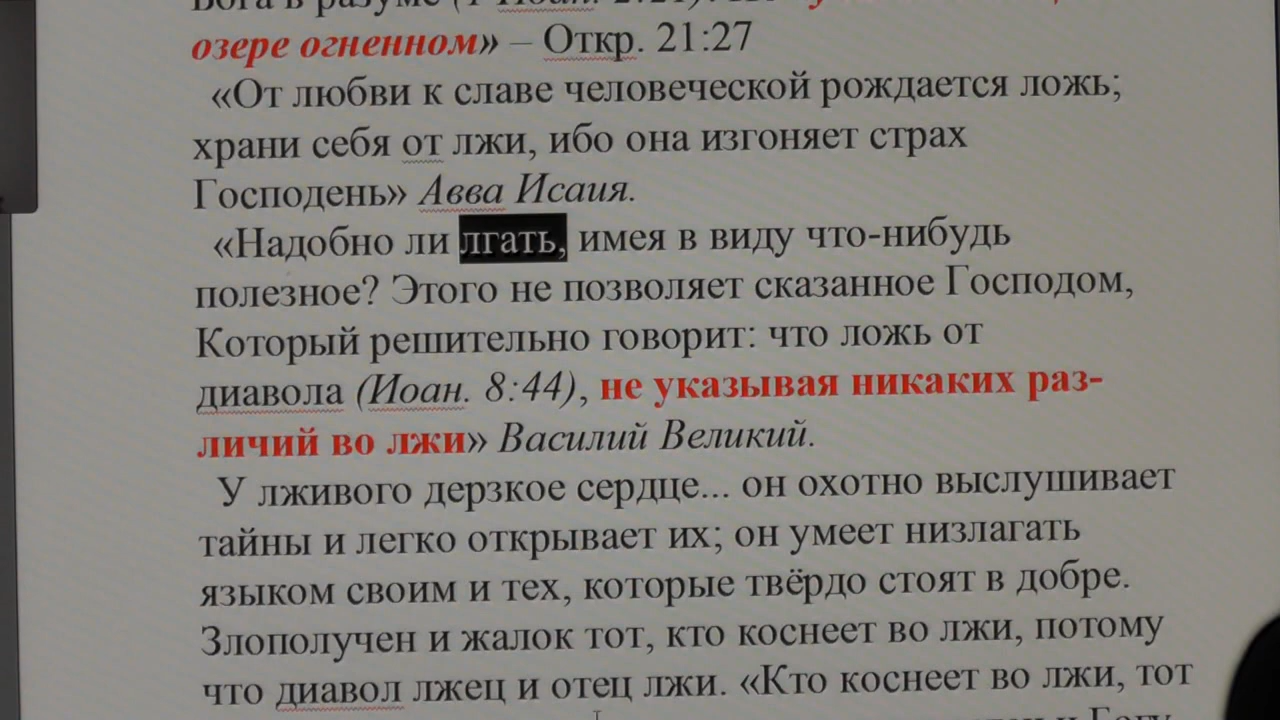 озере огненном» – Откр. 21:27
«От любви к славе человеческой рождается ложь;
храни себя от лжи, ибо она изгоняет страх
Господень» Авва Исаия.
«Надобно ли лгать, имея в виду что-нибудь
полезное? Этого не позволяет сказанное Господом,
Который решительно говорит: что ложь от
диавола (Иоан. 8:44), не указывая никаких раз-
личий во лжи» Василий Великий.
У лживого дерзкое сердце... он охотно выслушивает
тайны и легко открывает их; он умеет низлагать
языком своим и тех, которые твёрдо стоят в добре.
Злополучен и жалок тот, кто коснеет во лжи, потому
что диавол лжец и отец лжи. «Кто коснеет во лжи, тот